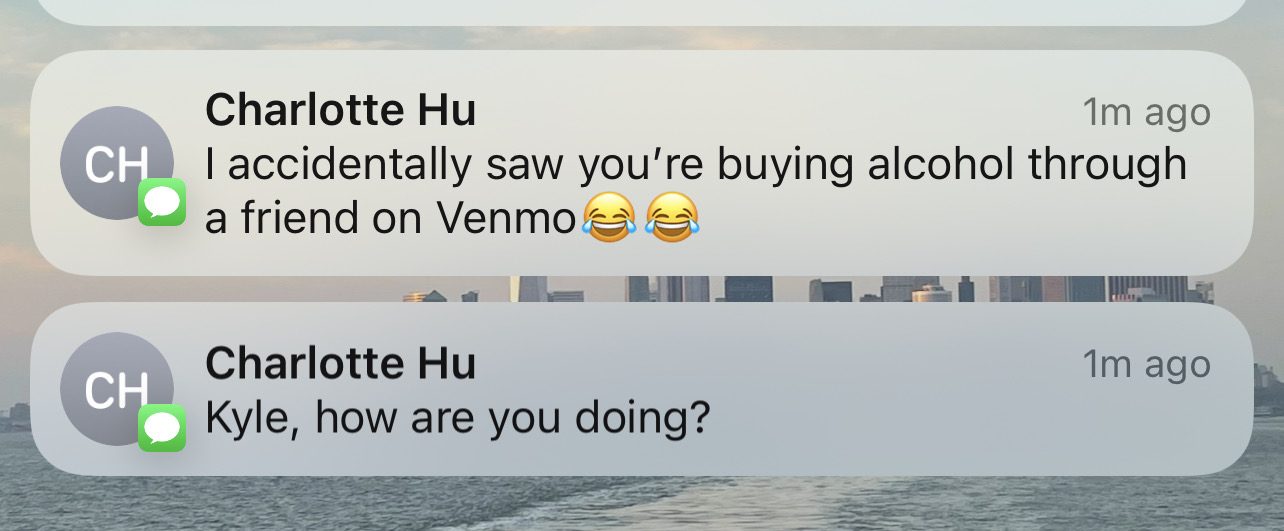 Charlotte Hu
1m ago
CH
I accidentally saw you’re buying alcohol through
a friend on Venmo😂😂
Charlotte Hu
1m ago
CH
Kyle, how are you doing?